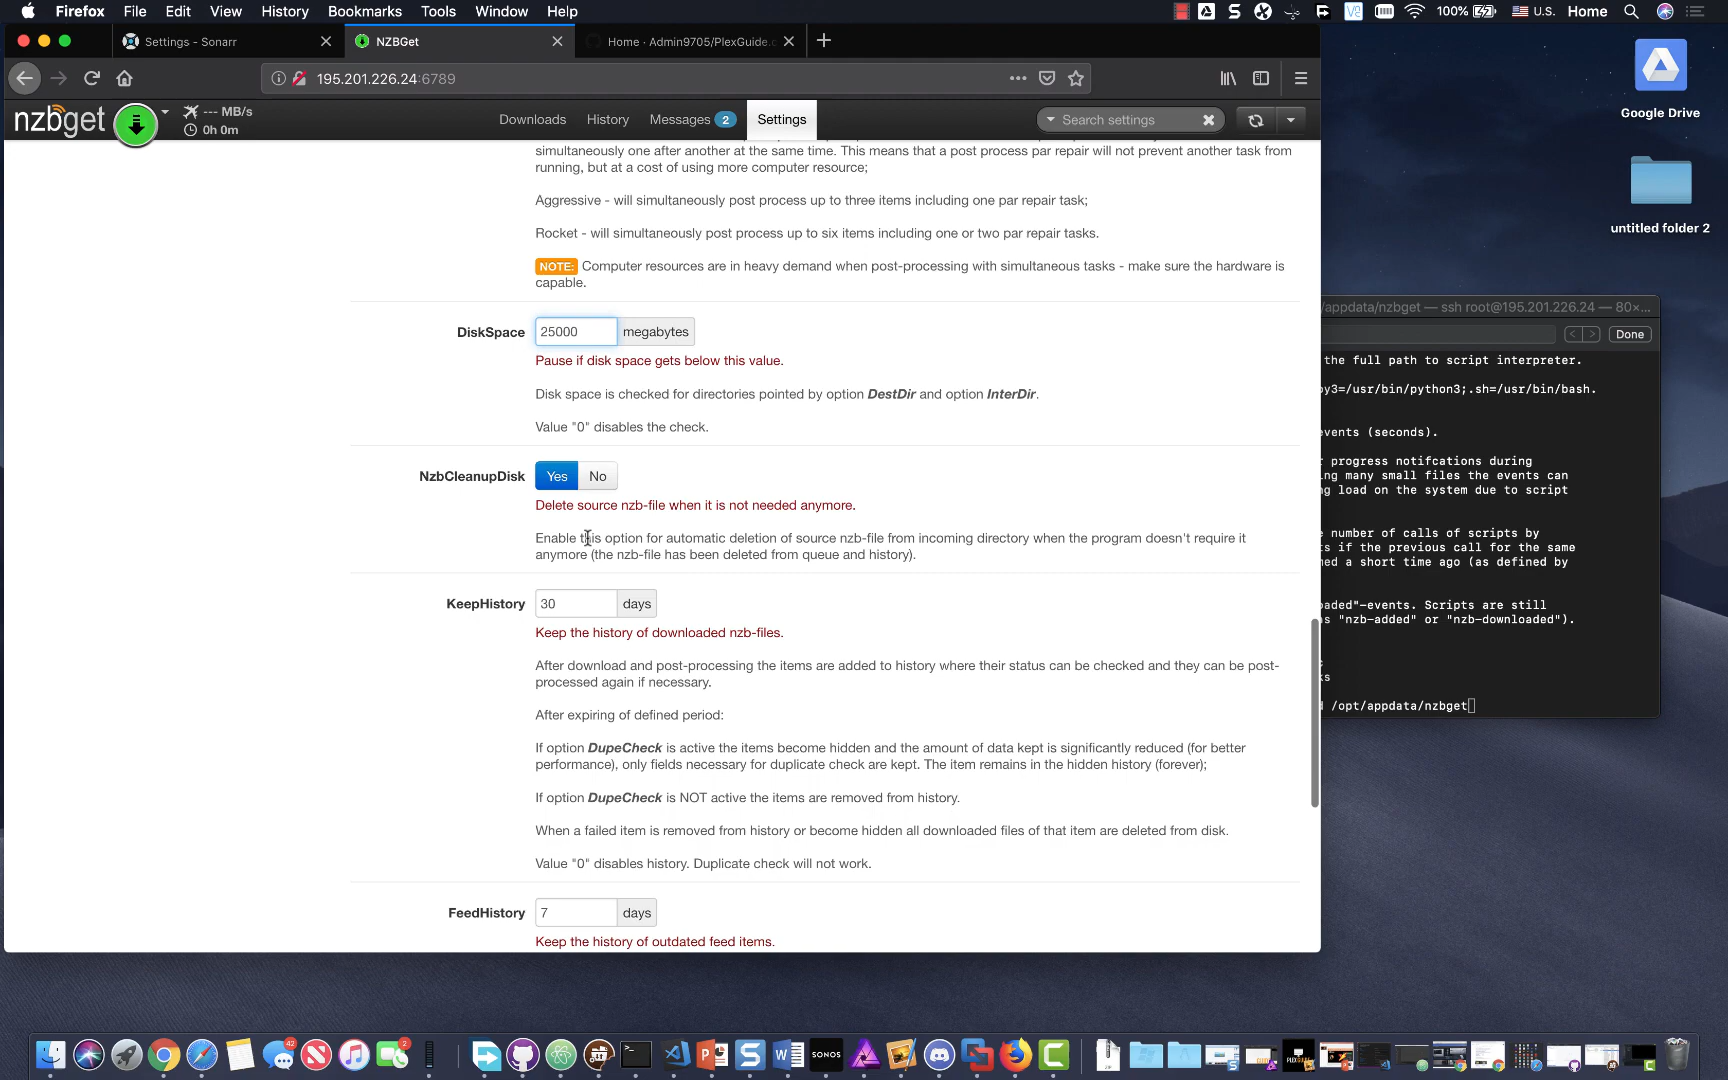 Firefox File Edit View History Bookmarks Tools Window Help
100% U.S. Home
Settings - Sonarr
NZBGet
Home · Admin9705/PlexGuide.c
195.201.226.24:6789
nzbget
--- MB/s
0h 0m
Downloads History Messages 2 Settings
Search settings
simultaneously one after another at the same time. This means that a post process par repair will not prevent another task from
running, but at a cost of using more computer resource;
Aggressive - will simultaneously post process up to three items including one par repair task;
Rocket - will simultaneously post process up to six items including one or two par repair tasks.
NOTE: Computer resources are in heavy demand when post-processing with simultaneous tasks - make sure the hardware is
capable.
DiskSpace 25000 megabytes
Pause if disk space gets below this value.
Disk space is checked for directories pointed by option DestDir and option InterDir.
Value "0" disables the check.
NzbCleanupDisk Yes No
Delete source nzb-file when it is not needed anymore.
Enable this option for automatic deletion of source nzb-file from incoming directory when the program doesn't require it
anymore (the nzb-file has been deleted from queue and history).
KeepHistory 30 days
Keep the history of downloaded nzb-files.
After download and post-processing the items are added to history where their status can be checked and they can be post-
processed again if necessary.
After expiring of defined period:
If option DupeCheck is active the items become hidden and the amount of data kept is significantly reduced (for better
performance), only fields necessary for duplicate check are kept. The item remains in the hidden history (forever);
If option DupeCheck is NOT active the items are removed from history.
When a failed item is removed from history or become hidden all downloaded files of that item are deleted from disk.
Value "0" disables history. Duplicate check will not work.
FeedHistory 7 days
Keep the history of outdated feed items.
Google Drive
untitled folder 2
/appdata/nzbget — ssh root@195.201.226.24 — 80×...
Done
the full path to script interpreter.
py3=/usr/bin/python3;.sh=/usr/bin/bash.
events (seconds).
r progress notifcations during
ng many small files the events can
ng load on the system due to script
e number of calls of scripts by
ts if the previous call for the same
ned a short time ago (as defined by
oaded"-events. Scripts are still
as "nzb-added" or "nzb-downloaded").
ks
d /opt/appdata/nzbget
42
2
SONOS